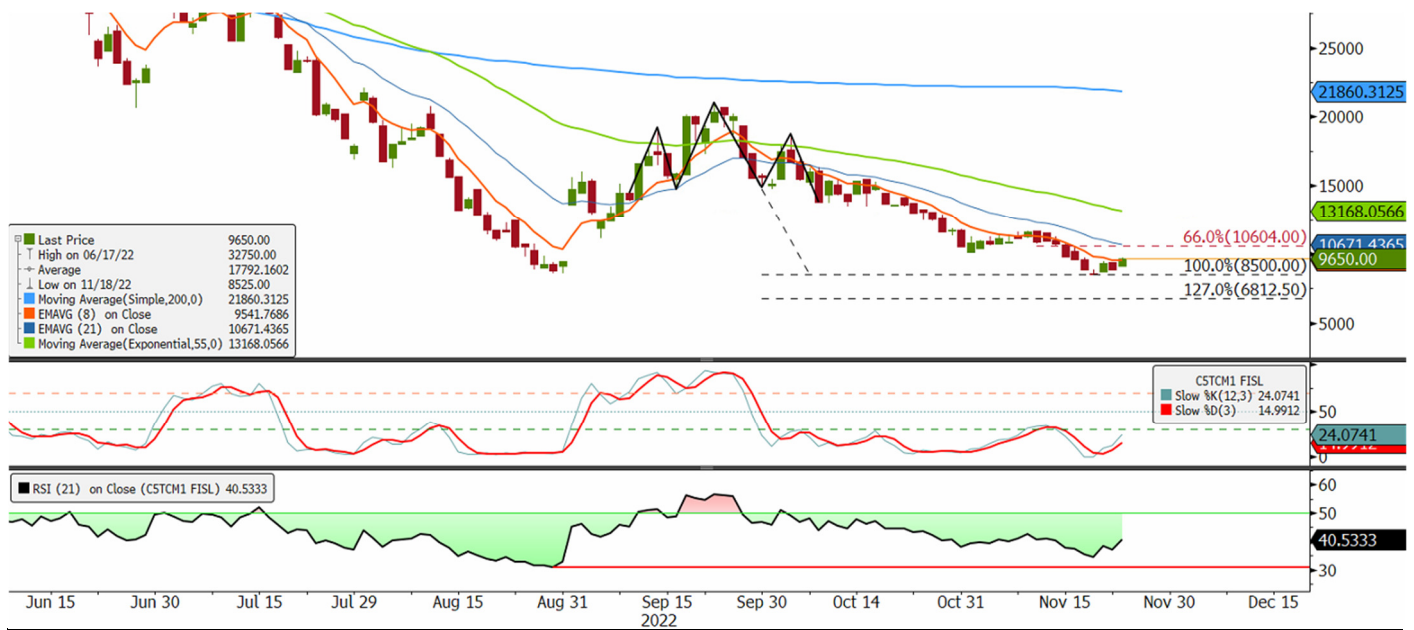 25000
21860.3125
20000
15000
13168.0566
66.0%(10604.00)
10671.4365
9650.00
100.0%(8500.00)
127.0%(6812.50)
5000
Last Price 9650.00
High on 06/17/22 32750.00
Average 17792.1602
Low on 11/18/22 8525.00
Moving Average(Simple,200,0) 21860.3125
EMAVG (8) on Close 9541.7686
EMAVG (21) on Close 10671.4365
Moving Average(Exponential,55,0) 13168.0566
C5TCM1 FISL
Slow %K(12,3) 24.0741
Slow %D(3) 14.9912
50
24.0741
14.9912
0
RSI (21) on Close (C5TCM1 FISL) 40.5333
60
50
40.5333
30
Jun 15 Jun 30 Jul 15 Jul 29 Aug 15 Aug 31 Sep 15 Sep 30 Oct 14 Oct 31 Nov 15 Nov 30 Dec 15
2022